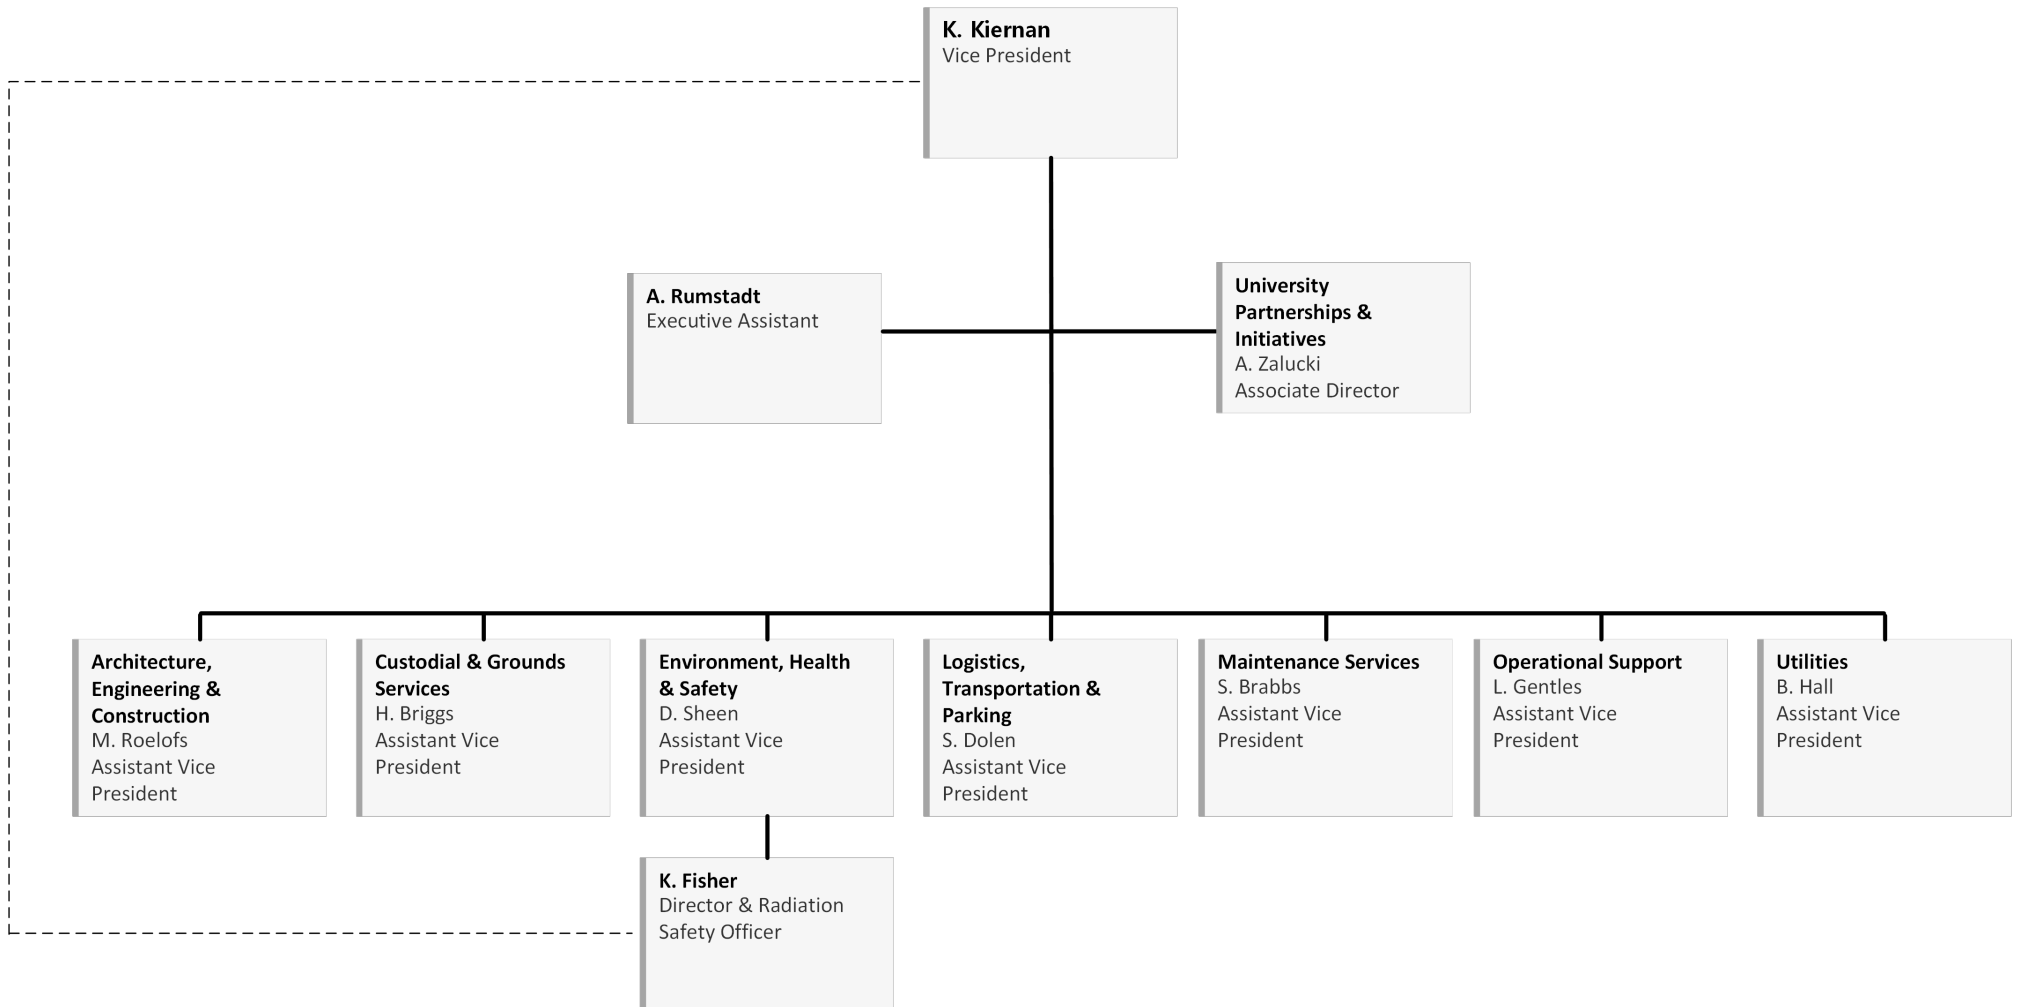 K. Kiernan
Vice President
A. Rumstadt
Executive Assistant
University
Partnerships &
Initiatives
A. Zalucki
Associate Director
Architecture,
Engineering &
Construction
M. Roelofs
Assistant Vice
President
Custodial & Grounds
Services
H. Briggs
Assistant Vice
President
Environment, Health
& Safety
D. Sheen
Assistant Vice
President
Logistics,
Transportation &
Parking
S. Dolen
Assistant Vice
President
Maintenance Services
S. Brabbs
Assistant Vice
President
Operational Support
L. Gentles
Assistant Vice
President
Utilities
B. Hall
Assistant Vice
President
K. Fisher
Director & Radiation
Safety Officer